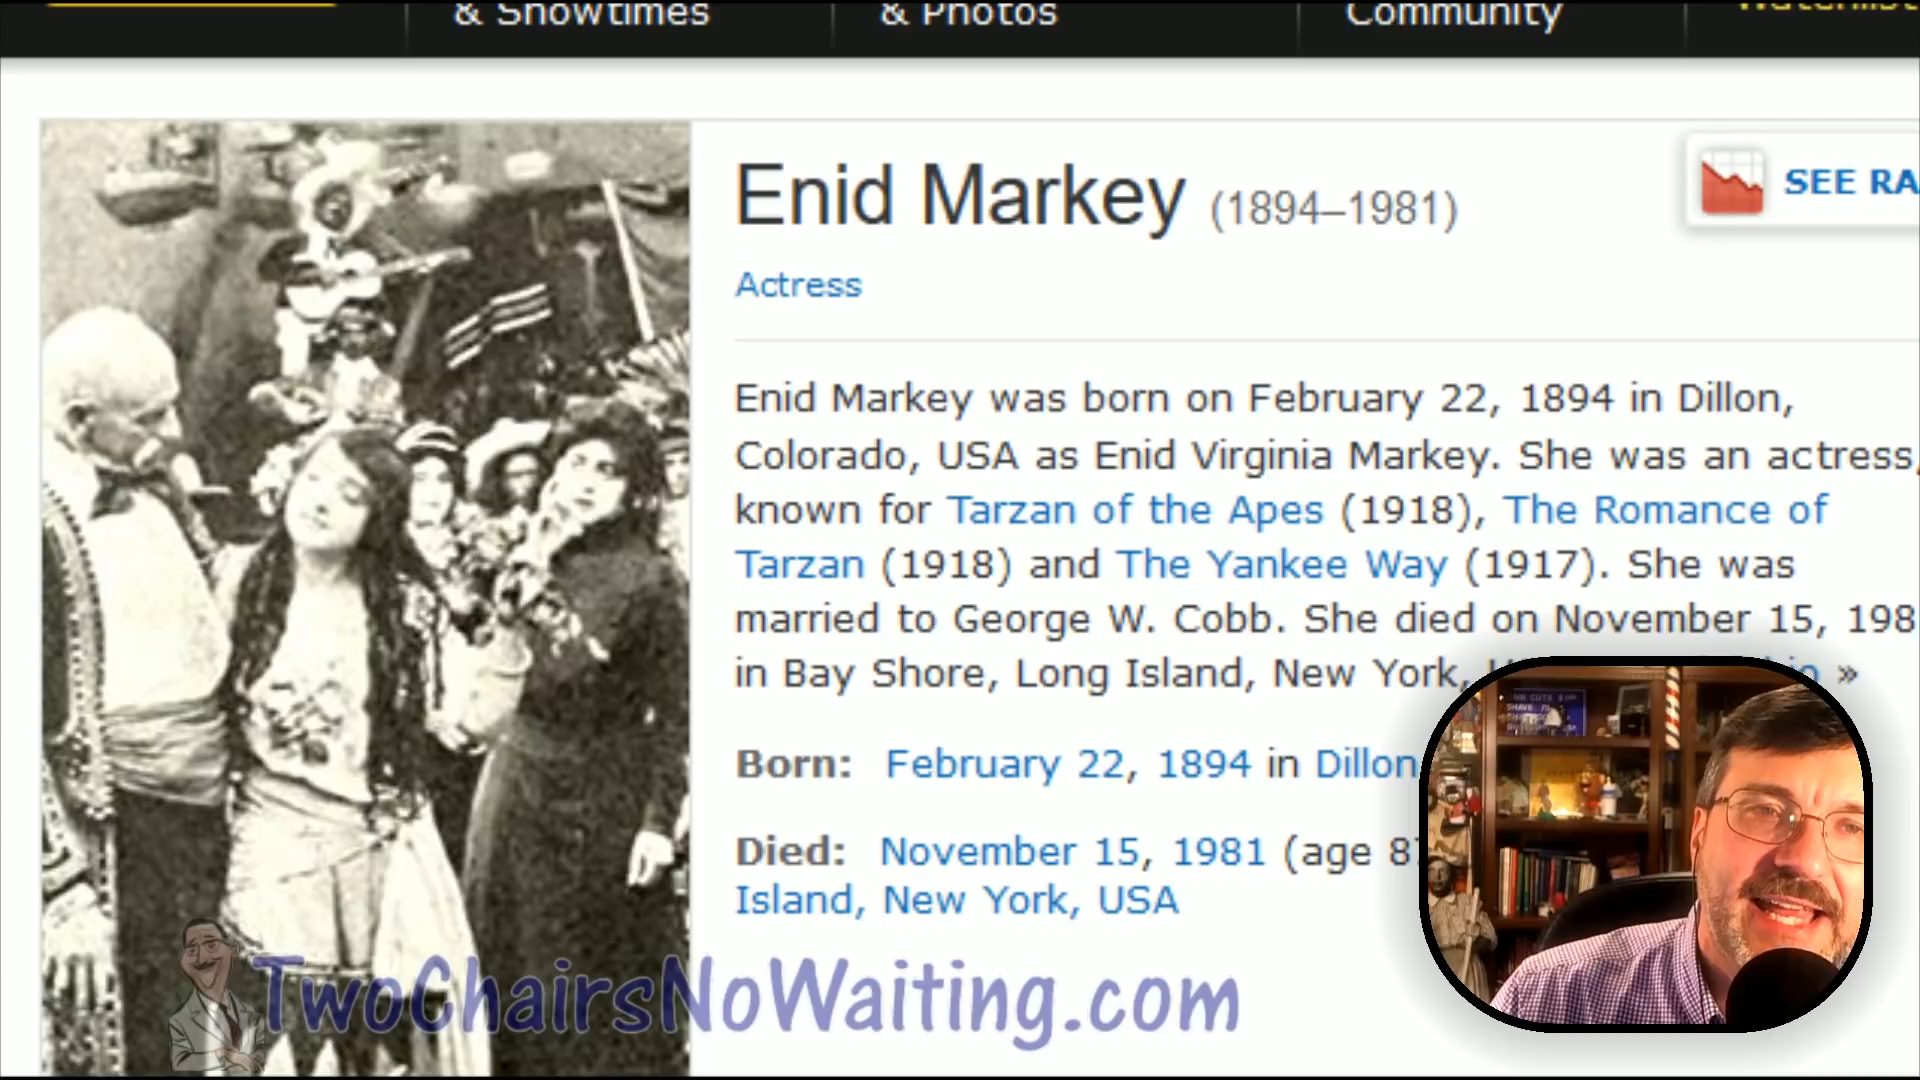 & Showtimes
& Photos
Community
Watchlist
Enid Markey (1894–1981)
SEE RA
Actress
Enid Markey was born on February 22, 1894 in Dillon,
Colorado, USA as Enid Virginia Markey. She was an actress,
known for Tarzan of the Apes (1918), The Romance of
Tarzan (1918) and The Yankee Way (1917). She was
married to George W. Cobb. She died on November 15, 198
in Bay Shore, Long Island, New York, »
Born: February 22, 1894 in Dillon
Died: November 15, 1981 (age 87
Island, New York, USA
TwoChairsNoWaiting.com